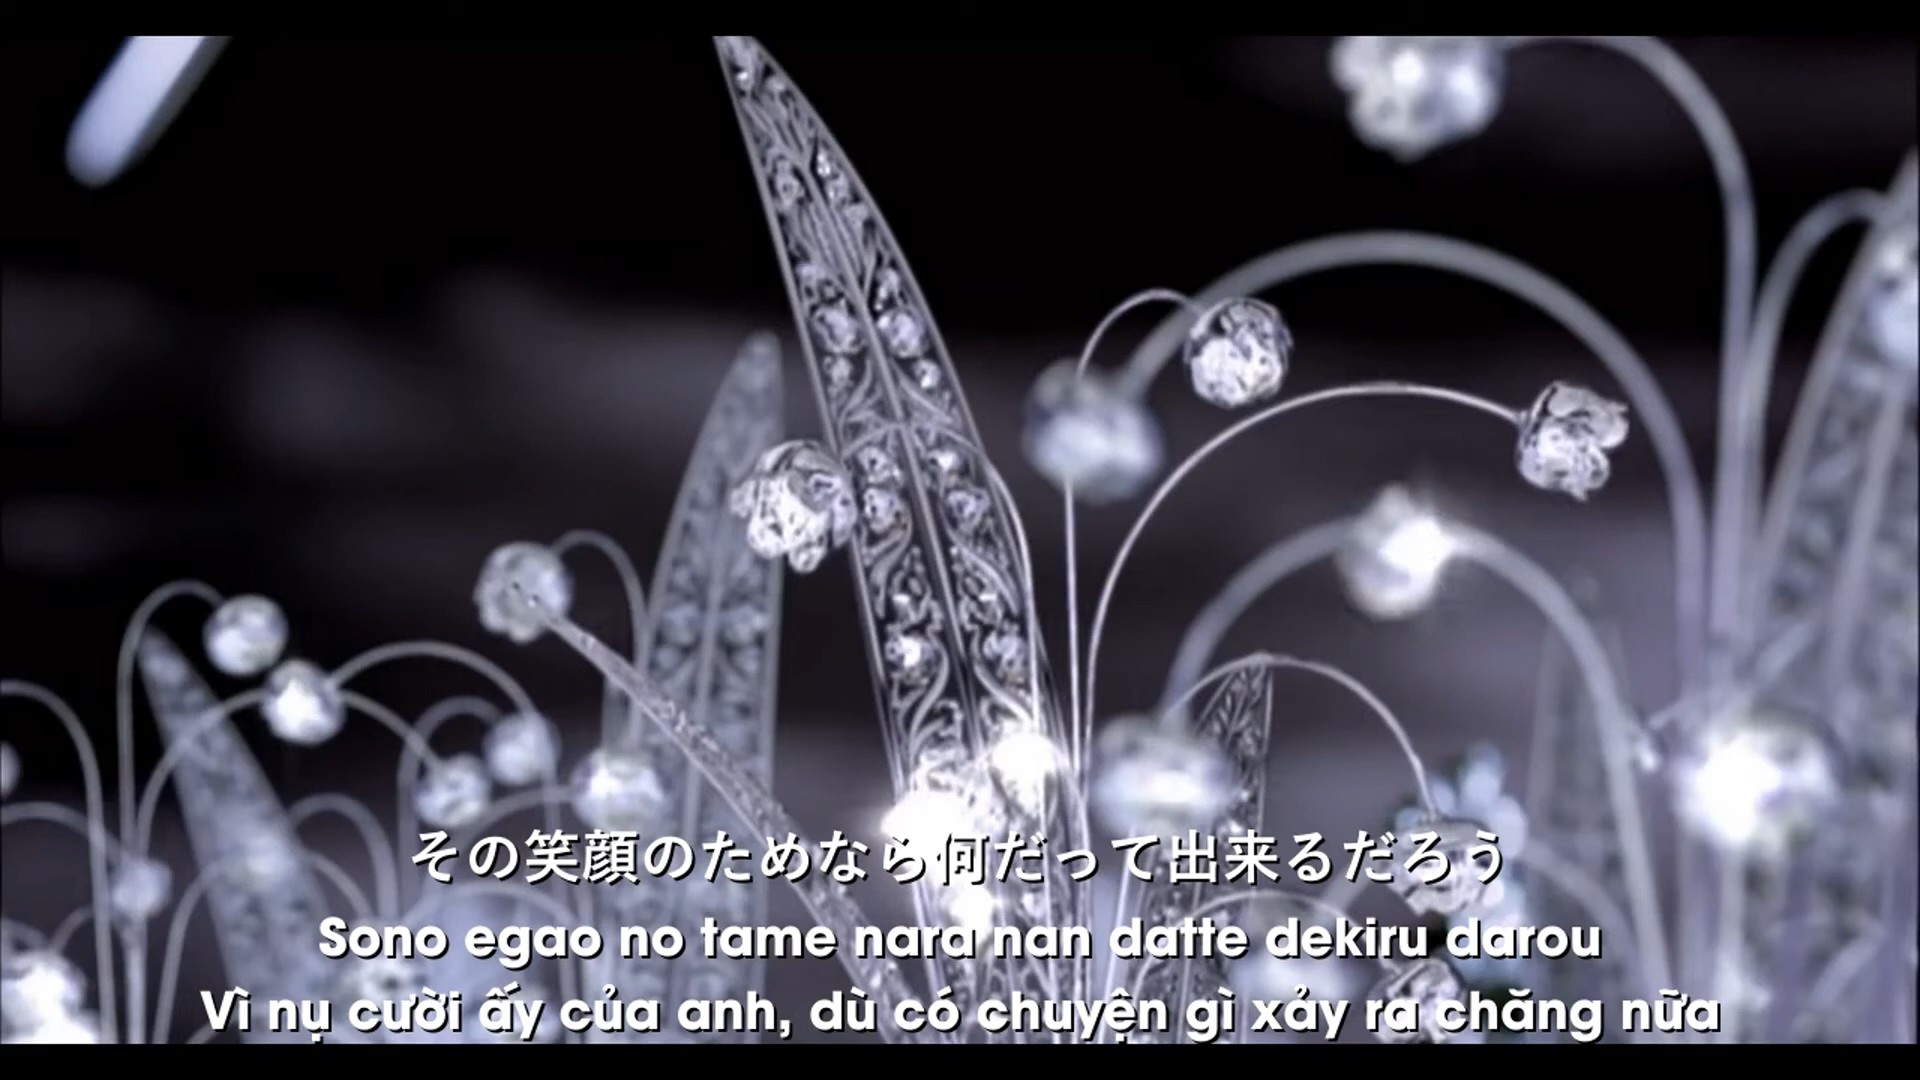 その笑顔のためなら何だって出来るだろう
Sono egao no tame nara nan datte dekiru darou
Vì nụ cười ấy của anh, dù có chuyện gì xảy ra chăng nữa